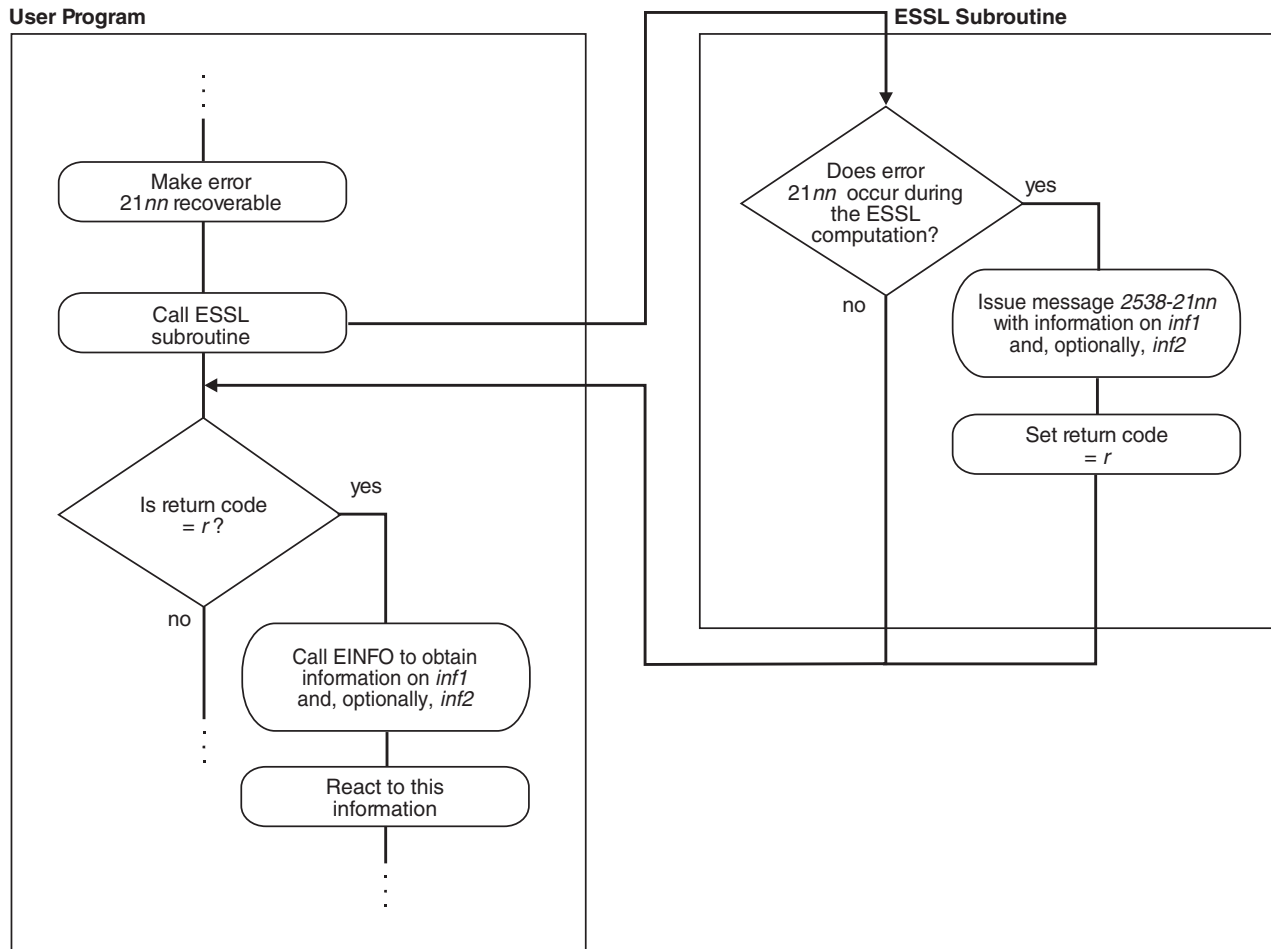 User Program
Make error
21nn recoverable
Call ESSL
subroutine
Is return code
= r ?
yes
no
Call EINFO to obtain
information on inf1
and, optionally, inf2
React to this
information
ESSL Subroutine
Does error
21nn occur during
the ESSL
computation?
yes
no
Issue message 2538-21nn
with information on inf1
and, optionally, inf2
Set return code
= r